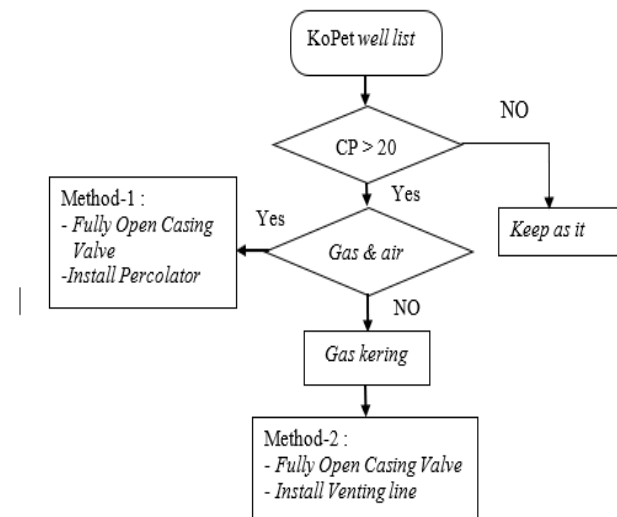 KoPet well list
NO
CP > 20
Yes
Method-1 :
- Fully Open Casing
Valve
-Install Percolator
Yes
Gas & air
Keep as it
NO
Gas kering
Method-2 :
- Fully Open Casing Valve
- Install Venting line